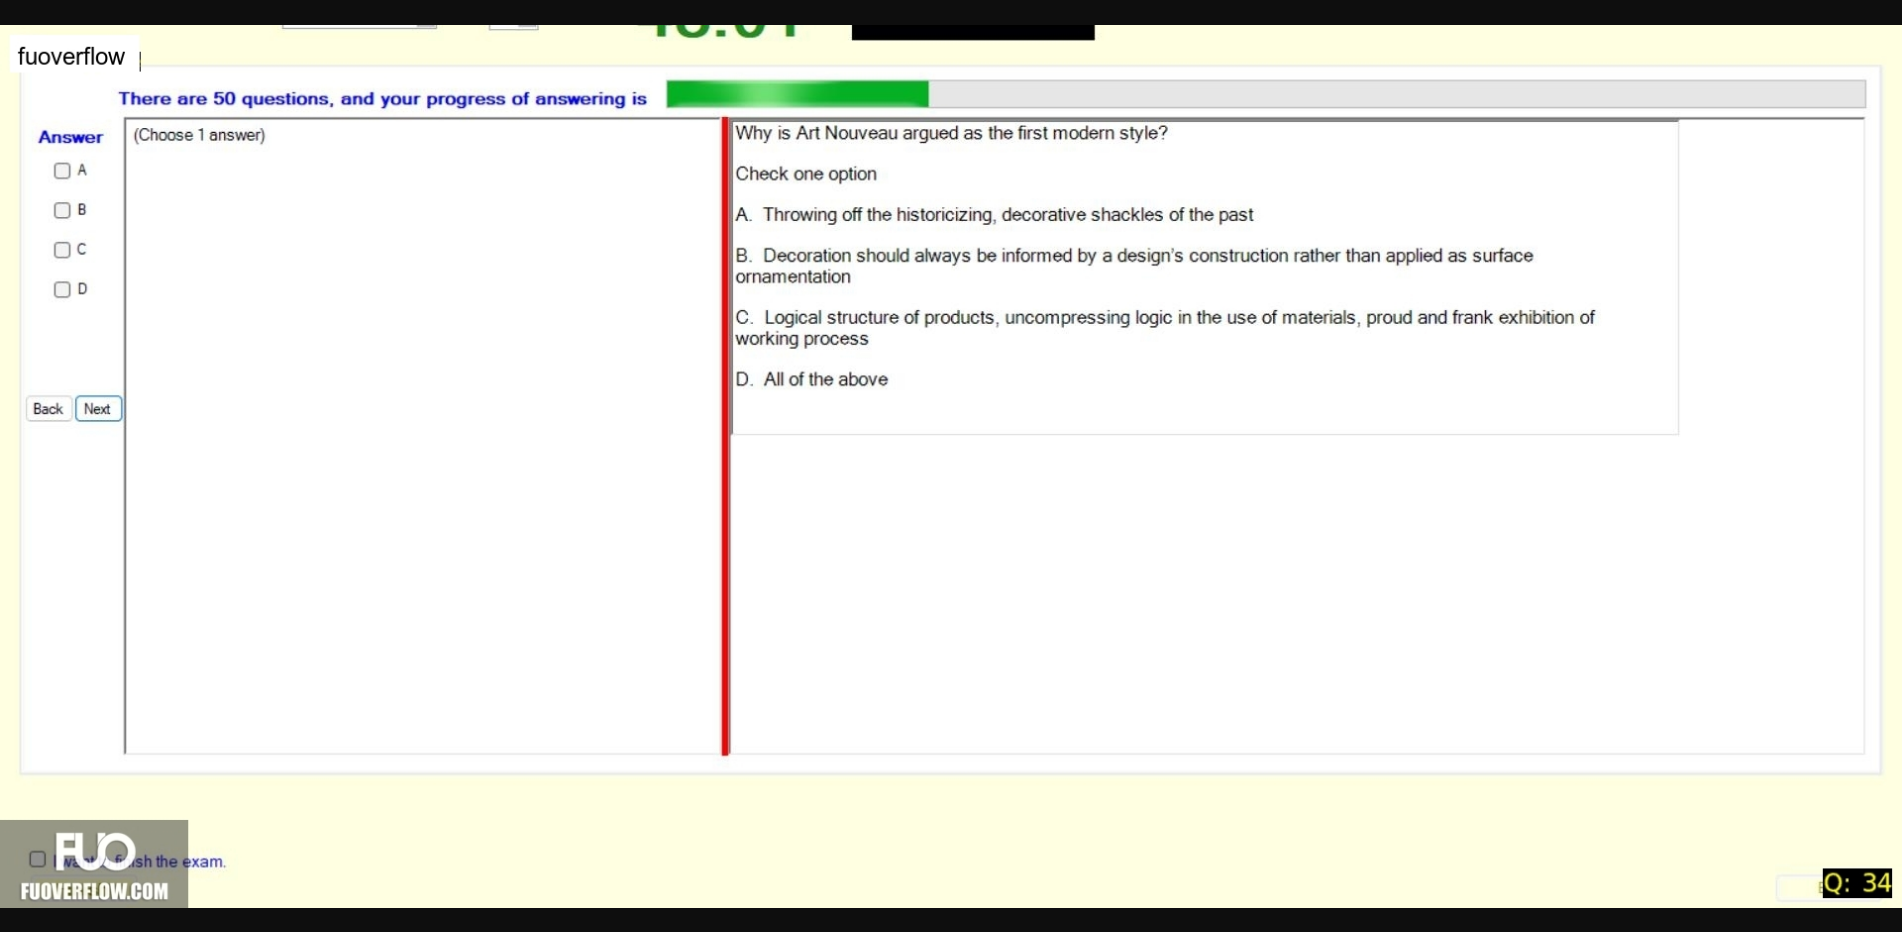 fuoverflow
There are 50 questions, and your progress of answering is
Answer
(Choose 1 answer)
A
B
C
D
Back
Next
Why is Art Nouveau argued as the first modern style?
Check one option
A. Throwing off the historicizing, decorative shackles of the past
B. Decoration should always be informed by a design's construction rather than applied as surface
ornamentation
C. Logical structure of products, uncompressing logic in the use of materials, proud and frank exhibition of
working process
D. All of the above
FUO
the exam.
FUOVERFLOW.COM
Q: 34